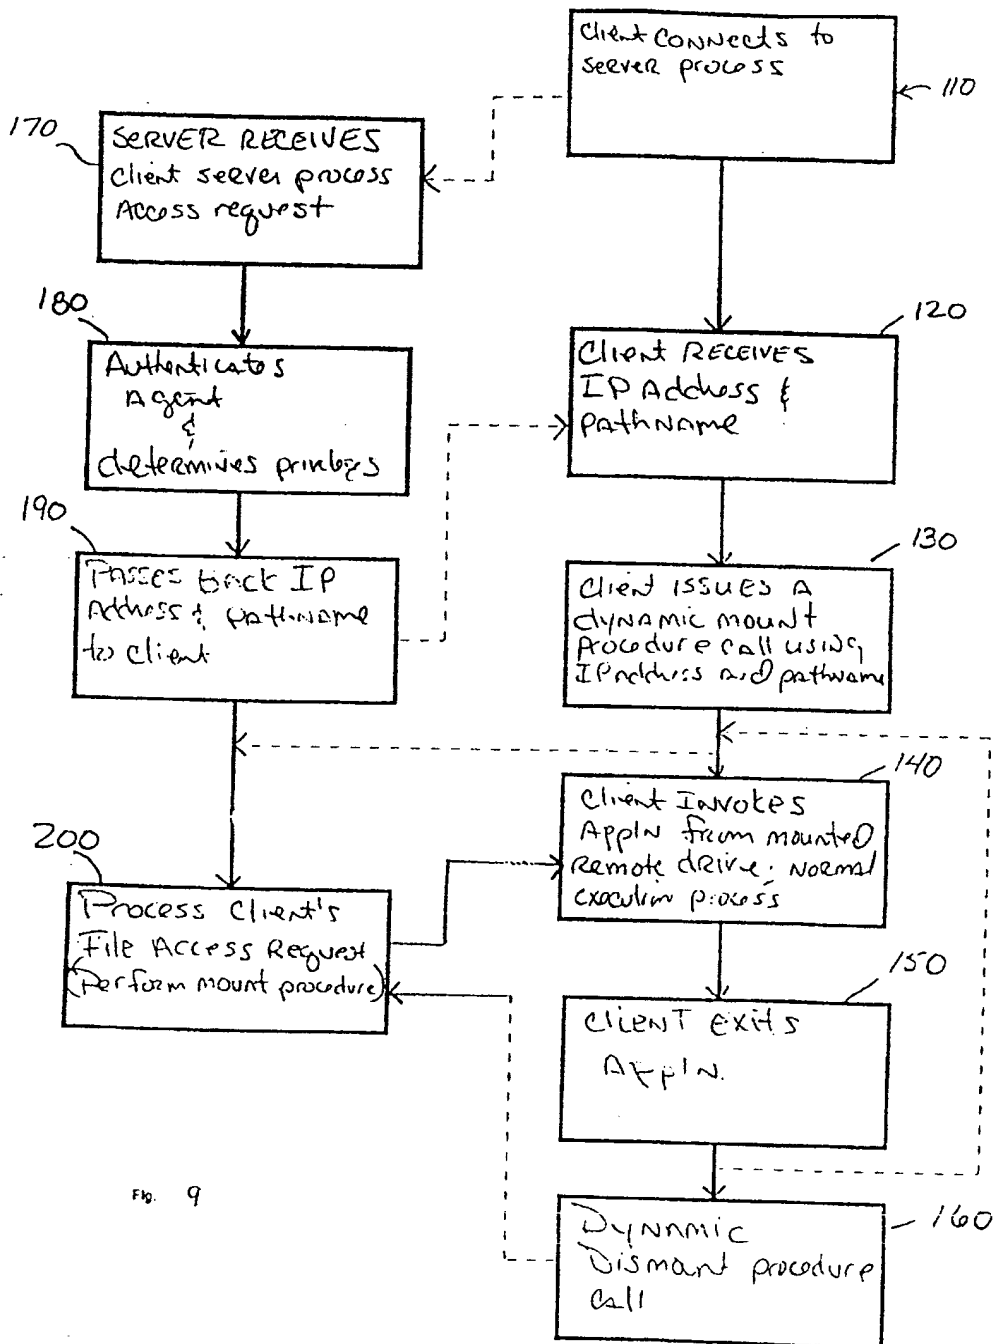 Client connects to
server process
110
170
SERVER RECEIVES
Client server process
Access request
180
Authenticates
Agent
&
determines privleges
120
Client RECEIVES
IP Address &
pathname
190
Passes back IP
Address & pathname
to client
130
Client ISSUES A
dynamic mount
Procedure call using
IP address and pathname
140
Client Invokes
Appln from mounted
Remote drive; Normal
execution process
200
Process Client's
File Access Request
(Perform mount procedure)
150
CLIENT EXITS
Appln.
160
Dynamic
Dismant procedure
call
Fig. 9